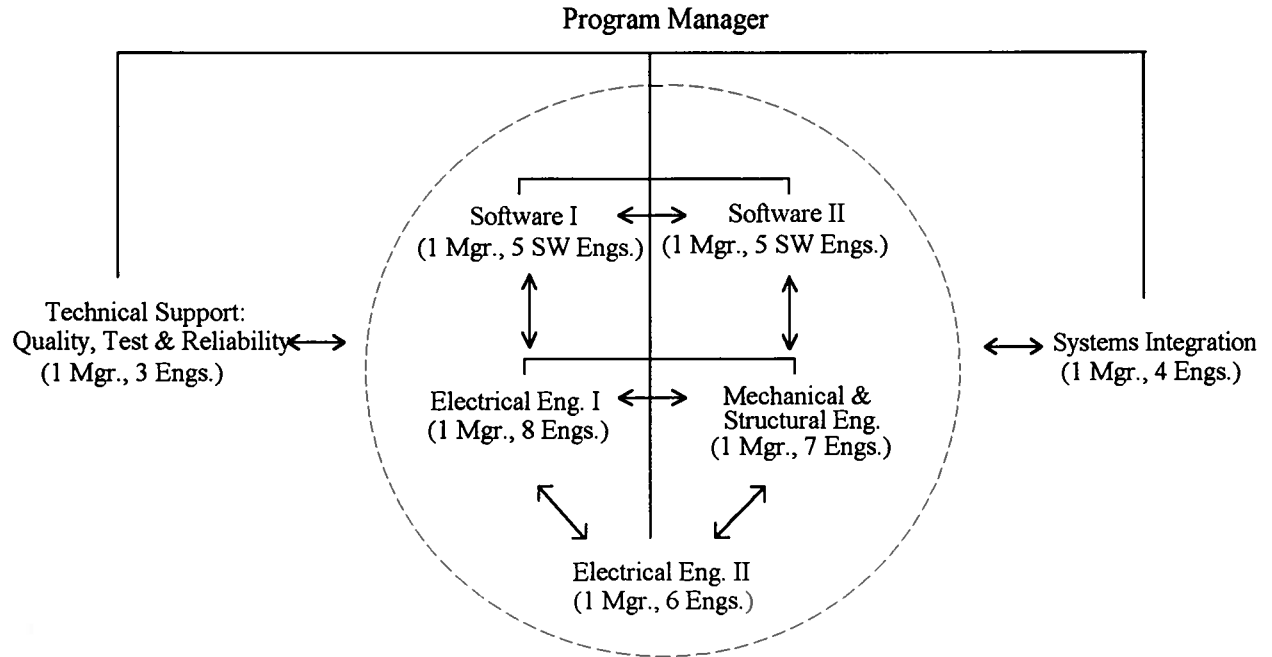 Program Manager
Software I
(1 Mgr., 5 SW Engs.)
Software II
(1 Mgr., 5 SW Engs.)
Technical Support:
Quality, Test & Reliability
(1 Mgr., 3 Engs.)
Systems Integration
(1 Mgr., 4 Engs.)
Electrical Eng. I
(1 Mgr., 8 Engs.)
Mechanical &
Structural Eng.
(1 Mgr., 7 Engs.)
Electrical Eng. II
(1 Mgr., 6 Engs.)